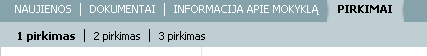 NAUJIENOS | DOKUMENTAI | INFORMACIJA APIE MOKYKLĄ PIRKIMAI
1 pirkimas | 2 pirkimas | 3 pirkimas